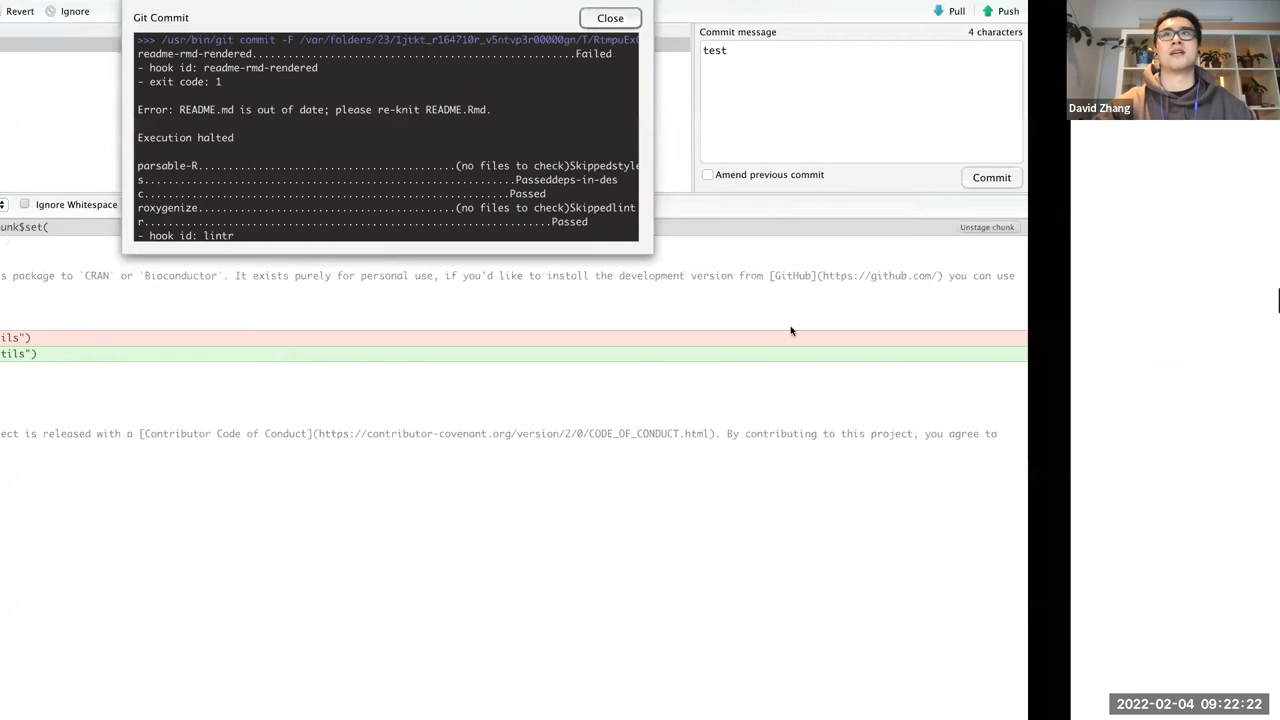 Revert
Ignore
Git Commit
Close
Pull
Push
>>> /usr/bin/git commit -F /var/folders/23/1jtkt_r164710r_v5ntvp3r00000gn/T/RtmpuExO
readme-rmd-rendered......................................................Failed
- hook id: readme-rmd-rendered
- exit code: 1
Error: README.md is out of date; please re-knit README.Rmd.
Execution halted
parsable-R...........................................(no files to check)Skippedstyle
s..............................................................Passeddeps-in-des
c.............................................................Passed
roxygenize...........................................(no files to check)Skippedlint
r....................................................................Passed
- hook id: lintr
Commit message
4 characters
test
Amend previous commit
Commit
Ignore Whitespace
unk$set(
Unstage chunk
s package to `CRAN` or `Bioconductor`. It exists purely for personal use, if you'd like to install the development version from [GitHub](https://github.com/) you can use
ils")
tils")
ect is released with a [Contributor Code of Conduct](https://contributor-covenant.org/version/2/0/CODE_OF_CONDUCT.html). By contributing to this project, you agree to
David Zhang
2022-02-04 09:22:22